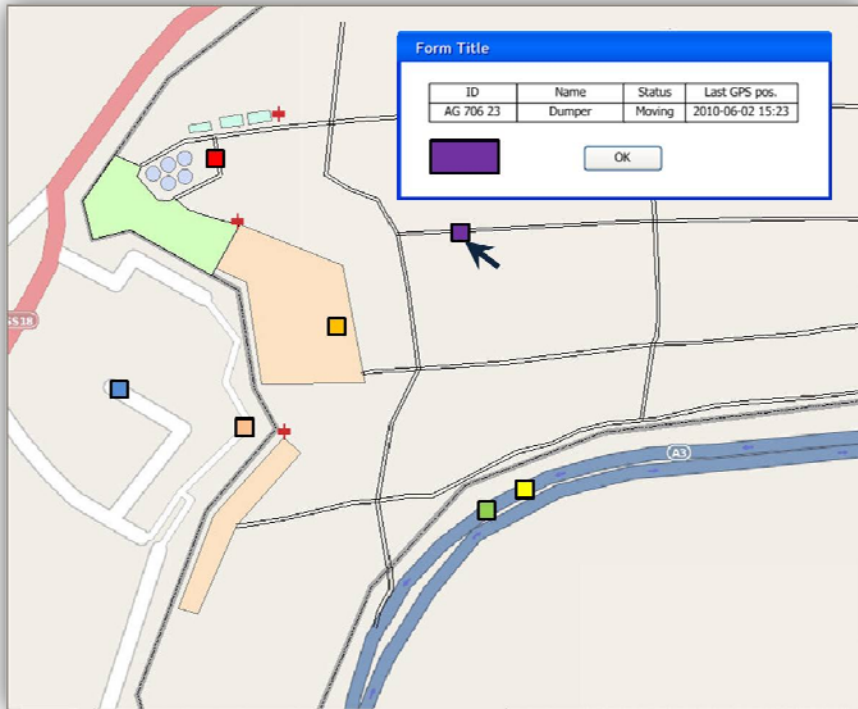 Form Title
ID Name Status Last GPS pos.
AG 706 23 Dumper Moving 2010-06-02 15:23
OK
SS18
A3